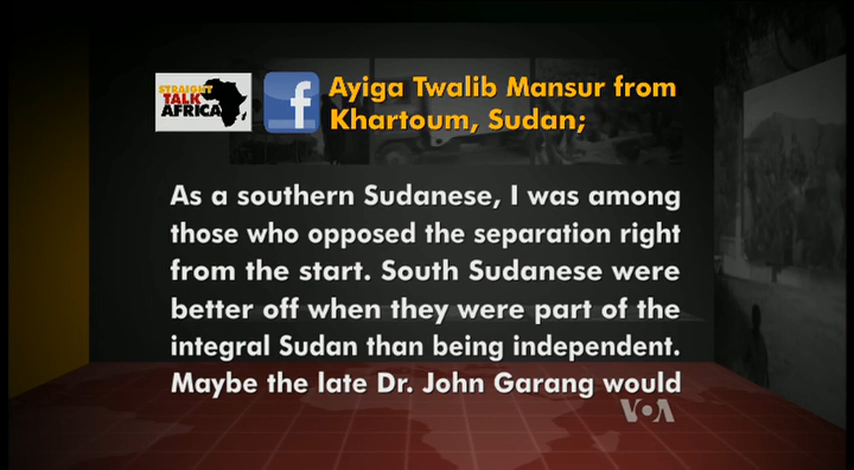 STRAIGHT
TALK
AFRICA
f
Ayiga Twalib Mansur from
Khartoum, Sudan;
As a southern Sudanese, I was among
those who opposed the separation right
from the start. South Sudanese were
better off when they were part of the
integral Sudan than being independent.
Maybe the late Dr. John Garang would
VOA